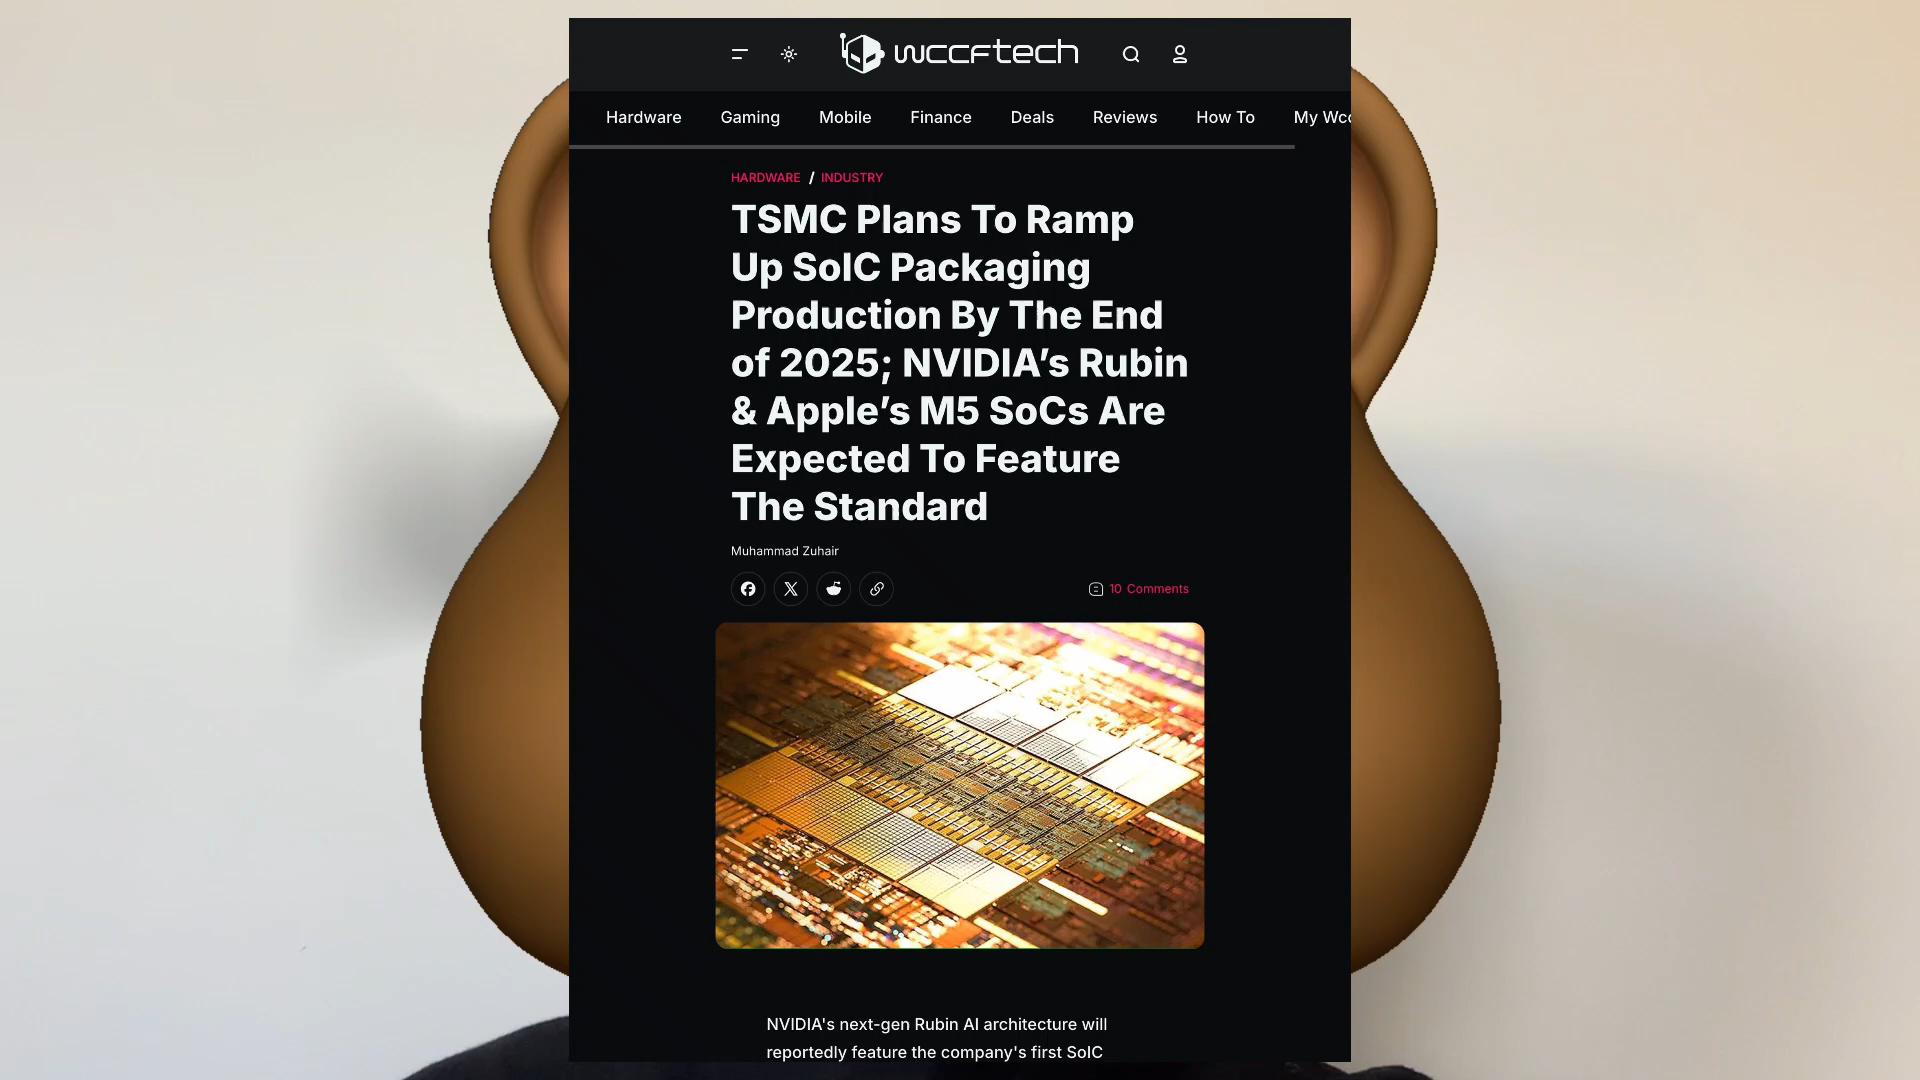 wccftech
Hardware Gaming Mobile Finance Deals Reviews How To My Wcc
HARDWARE / INDUSTRY
TSMC Plans To Ramp
Up SoIC Packaging
Production By The End
of 2025; NVIDIA’s Rubin
& Apple’s M5 SoCs Are
Expected To Feature
The Standard
Muhammad Zuhair
10 Comments
NVIDIA's next-gen Rubin AI architecture will
reportedly feature the company's first SoIC